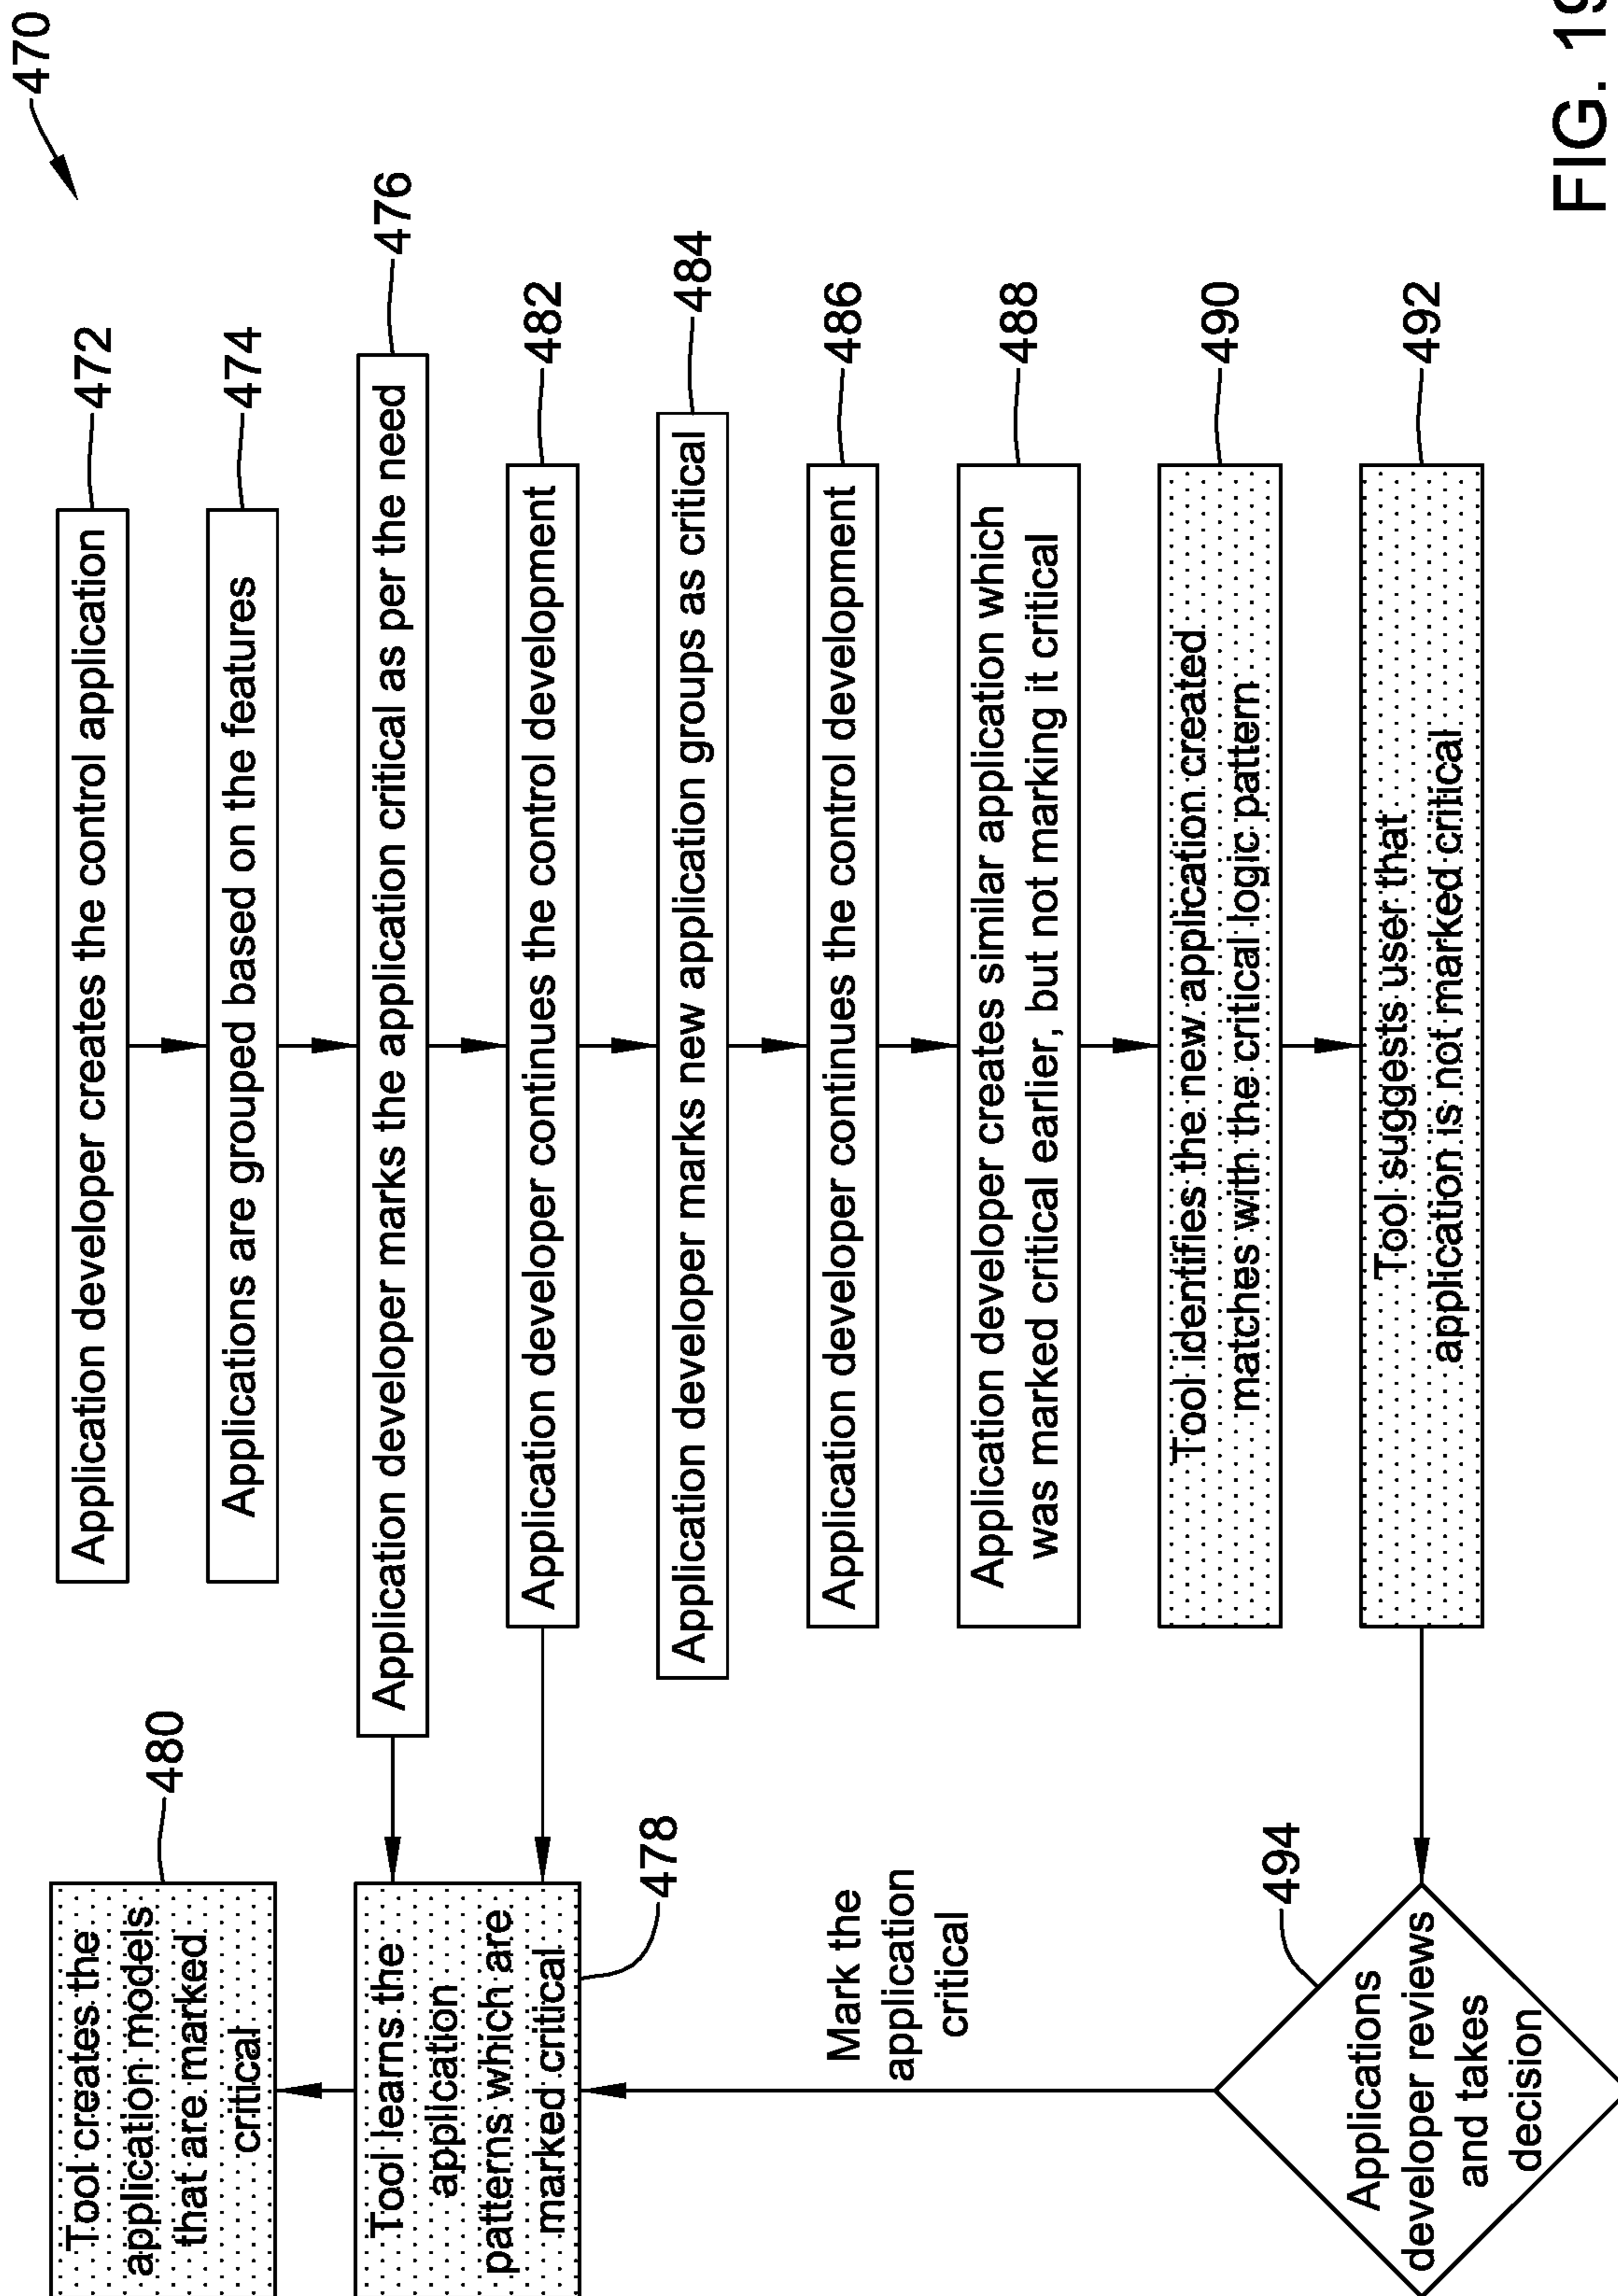 470
Application developer creates the control application
472
Applications are grouped based on the features
474
Application developer marks the application critical as per the need
476
Tool creates the
application models
that are marked
critical
480
Tool learns the
application
patterns which are
marked critical
478
Application developer continues the control development
482
Application developer marks new application groups as critical
484
Application developer continues the control development
486
Application developer creates similar application which
was marked critical earlier, but not marking it critical
488
Mark the
application
critical
Tool identifies the new application created
matches with the critical logic pattern
490
Tool suggests user that
application is not marked critical
492
Applications
developer reviews
and takes
decision
494
FIG. 19